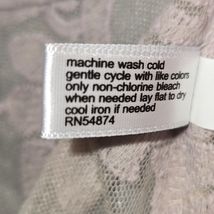 machine wash cold
gentle cycle with like colors
only non-chlorine bleach
when needed lay flat to dry
cool iron if needed
RN54874